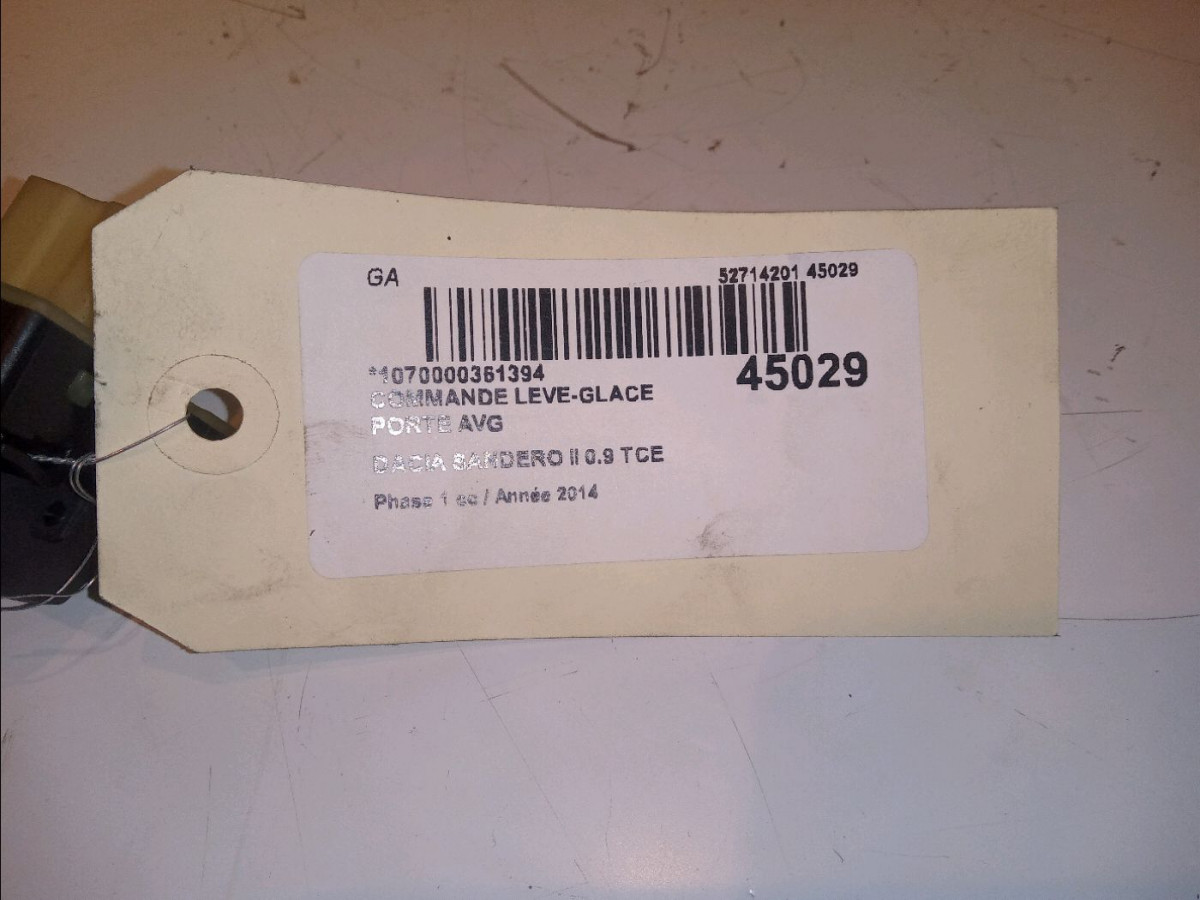 GA 52714201 45029
*1070000361394 45029
COMMANDE LEVE-GLACE
PORTE AVG
DACIA SANDERO II 0.9 TCE
Phase 1 / Année 2014